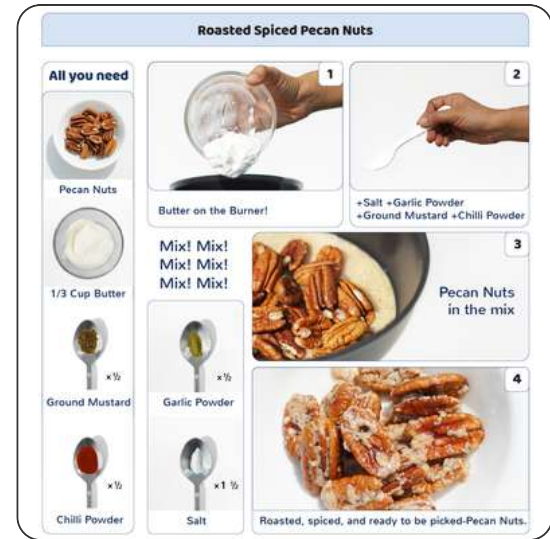 Roasted Spiced Pecan Nuts
All you need
Pecan Nuts
1/3 Cup Butter
×½
Ground Mustard
×½
Chilli Powder
1
Butter on the Burner!
2
+Salt +Garlic Powder
+Ground Mustard +Chilli Powder
Mix! Mix!
Mix! Mix!
Mix! Mix!
×½
Garlic Powder
×1 ½
Salt
3
Pecan Nuts
in the mix
4
Roasted, spiced, and ready to be picked-Pecan Nuts.